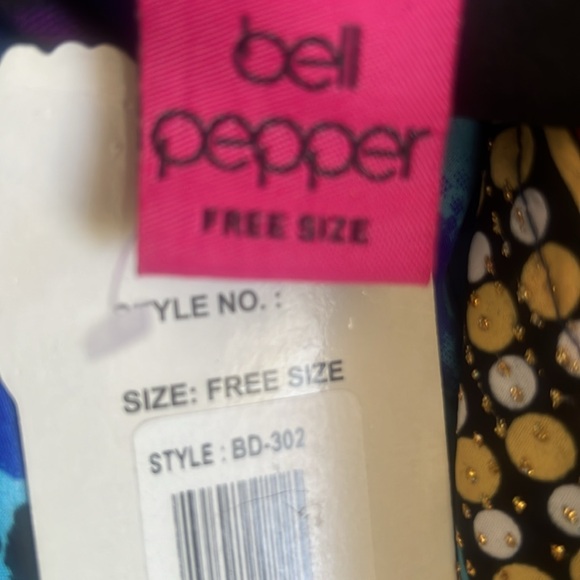 bell
pepper
FREE SIZE
STYLE NO. :
SIZE: FREE SIZE
STYLE : BD-302